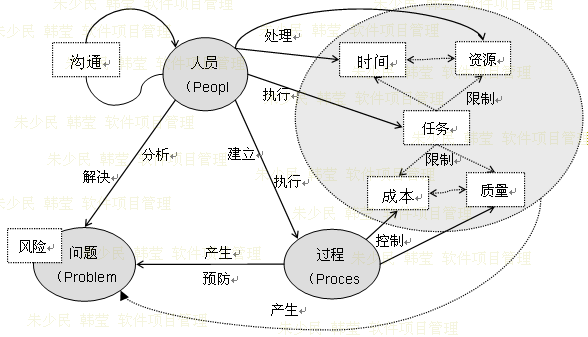 沟通
人员
（Peopl
处理
时间
资源
执行
限制
任务
限制
成本
质量
分析
解决
建立
执行
风险
问题
（Problem
产生
预防
过程
（Proces
控制
产生
朱少民 韩莹 软件项目管理